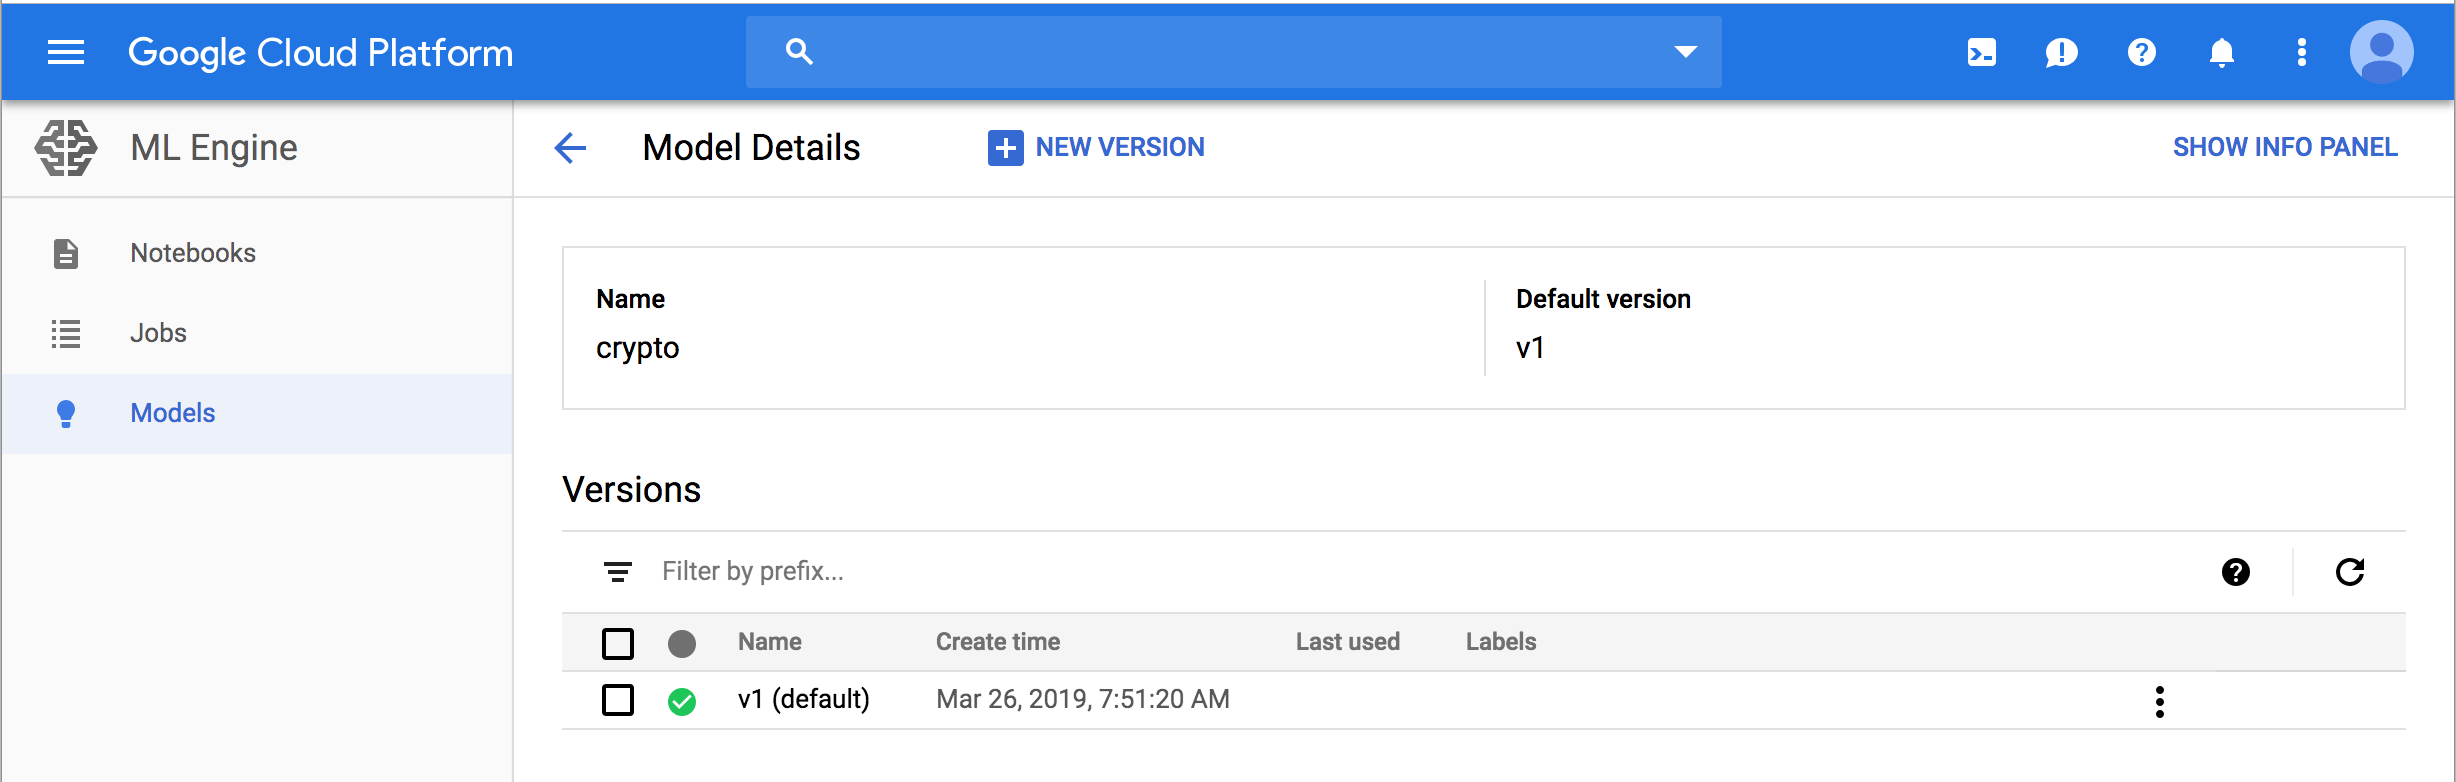 Google Cloud Platform
ML Engine
Model Details
NEW VERSION
SHOW INFO PANEL
Notebooks
Jobs
Models
Name
crypto
Default version
v1
Versions
Filter by prefix...
Name Create time Last used Labels
v1 (default) Mar 26, 2019, 7:51:20 AM